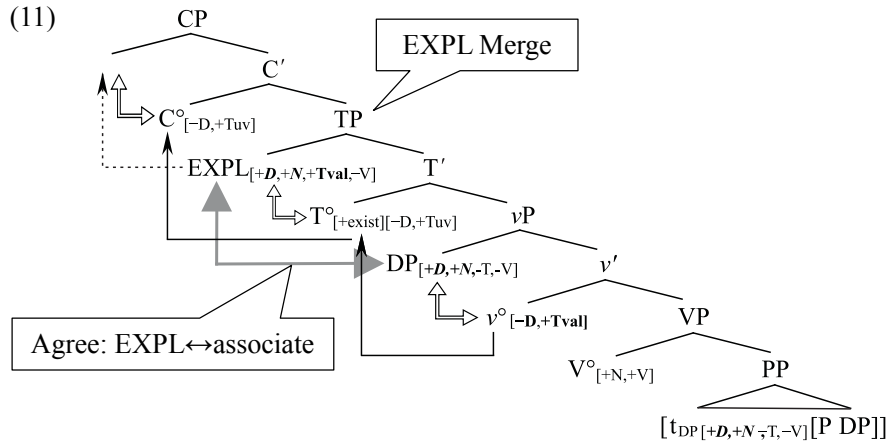 (11)
CP
EXPL Merge
C′
C°[−D,+Tuv]
TP
EXPL[+D,+N,+Tval,−V]
T′
T°[+exist][−D,+Tuv]
vP
DP[+D,+N,-T,-V]
v′
v°[−D,+Tval]
VP
Agree: EXPL↔associate
V°[+N,+V]
PP
[tDP[+D,+N,−T,−V][P DP]]